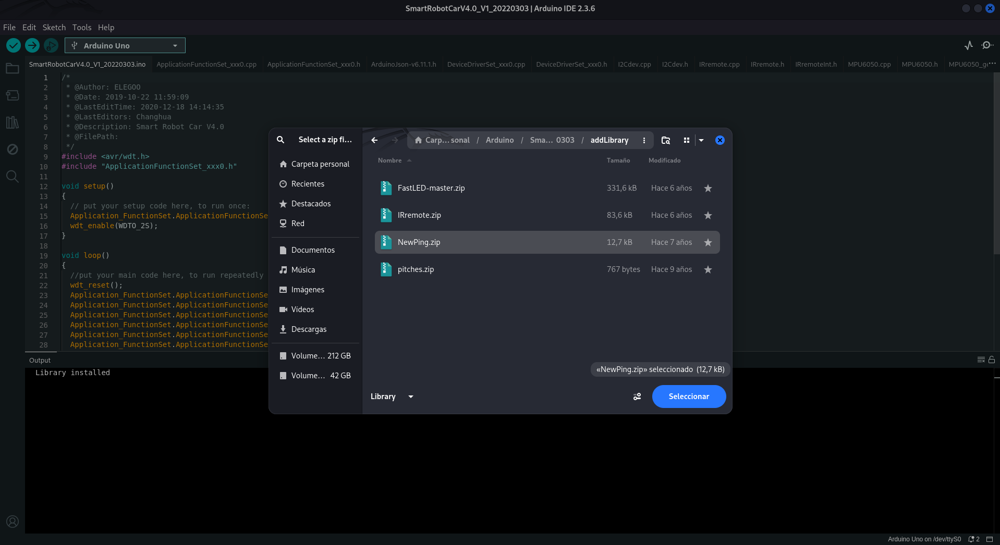 SmartRobotCarV4.0_V1_20220303 | Arduino IDE 2.3.6
File Edit Sketch Tools Help
Arduino Uno
SmartRobotCarV4.0_V1_20220303.ino ApplicationFunctionSet_xxx0.cpp ApplicationFunctionSet_xxx0.h ArduinoJson-v6.11.1.h DeviceDriverSet_xxx0.cpp DeviceDriverSet_xxx0.h I2Cdev.cpp I2Cdev.h IRremote.cpp IRremote.h IRremoteInt.h MPU6050.cpp MPU6050.h MPU6050_ge ...
1 /*
2 * @Author: ELEGOO
3 * @Date: 2019-10-22 11:59:09
4 * @LastEditTime: 2020-12-18 14:14:35
5 * @LastEditors: Changhua
6 * @Description: Smart Robot Car V4.0
7 * @FilePath:
8 */
9 #include <avr/wdt.h>
10 #include "ApplicationFunctionSet_xxx0.h"
11
12 void setup()
13 {
14 // put your setup code here, to run once:
15 Application_FunctionSet.ApplicationFunctionSe
16 wdt_enable(WDTO_2S);
17 }
18
19 void loop()
20 {
21 //put your main code here, to run repeatedly
22 wdt_reset();
23 Application_FunctionSet.ApplicationFunctionSe
24 Application_FunctionSet.ApplicationFunctionSe
25 Application_FunctionSet.ApplicationFunctionSe
26 Application_FunctionSet.ApplicationFunctionSe
27 Application_FunctionSet.ApplicationFunctionSe
28 Application_FunctionSet.ApplicationFunctionSe
Select a zip fi...
Carpeta personal
Recientes
Destacados
Red
Documentos
Música
Imágenes
Vídeos
Descargas
Volume... 212 GB
Volume... 42 GB
Carp...sonal / Arduino / Sma... 0303 / addLibrary
Nombre Tamaño Modificado
FastLED-master.zip 331,6 kB Hace 6 años
IRremote.zip 83,6 kB Hace 6 años
NewPing.zip 12,7 kB Hace 7 años
pitches.zip 767 bytes Hace 9 años
«NewPing.zip» seleccionado (12,7 kB)
Library
Seleccionar
Output
Library installed
Arduino Uno on /dev/ttyS0 2